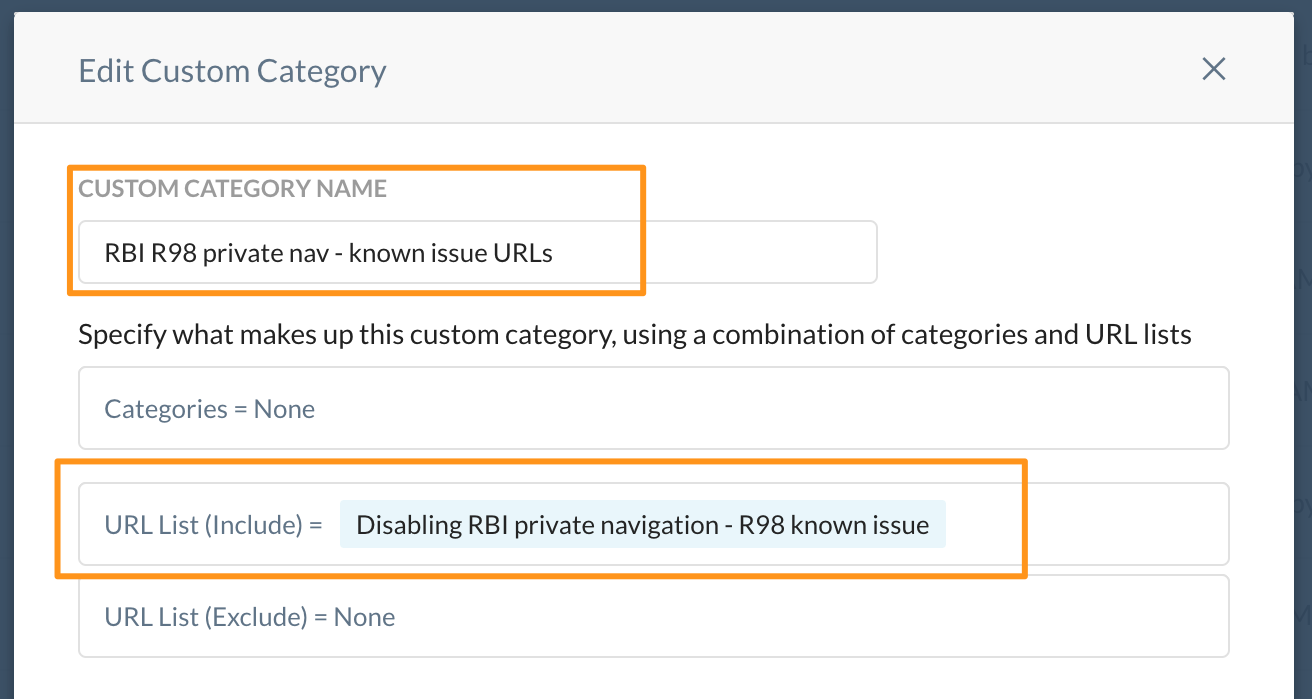 Edit Custom Category
CUSTOM CATEGORY NAME
RBI R98 private nav - known issue URLs
Specify what makes up this custom category, using a combination of categories and URL lists
Categories = None
URL List (Include) = Disabling RBI private navigation - R98 known issue
URL List (Exclude) = None